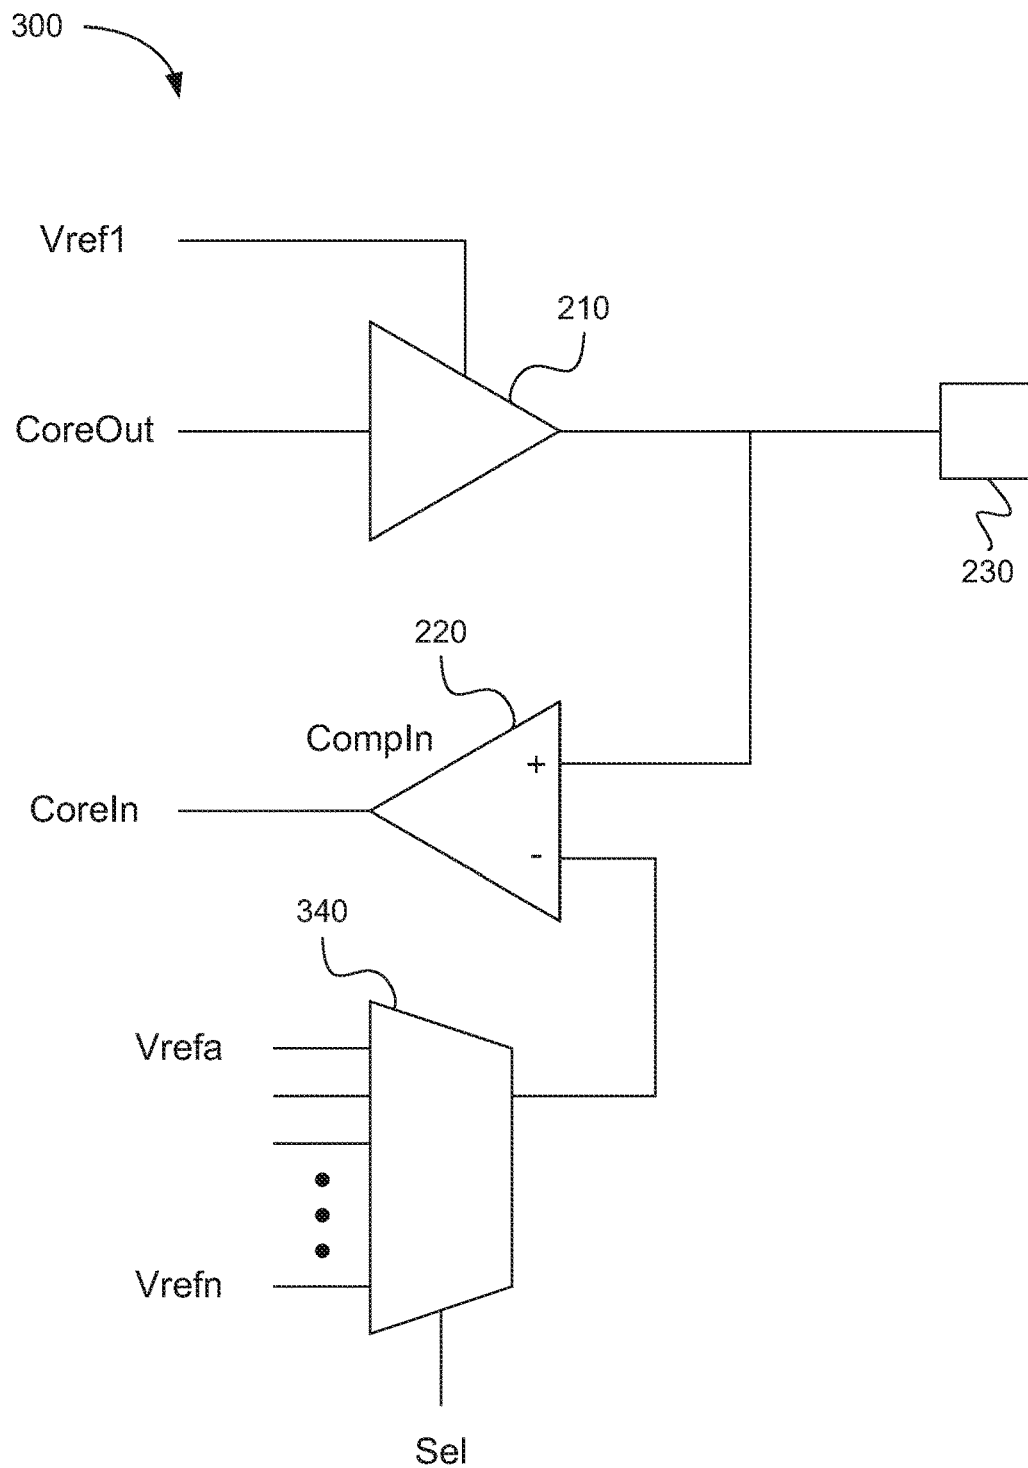 300
Vref1
210
CoreOut
230
220
CompIn
+
CoreIn
-
340
Vrefa
Vrefn
Sel